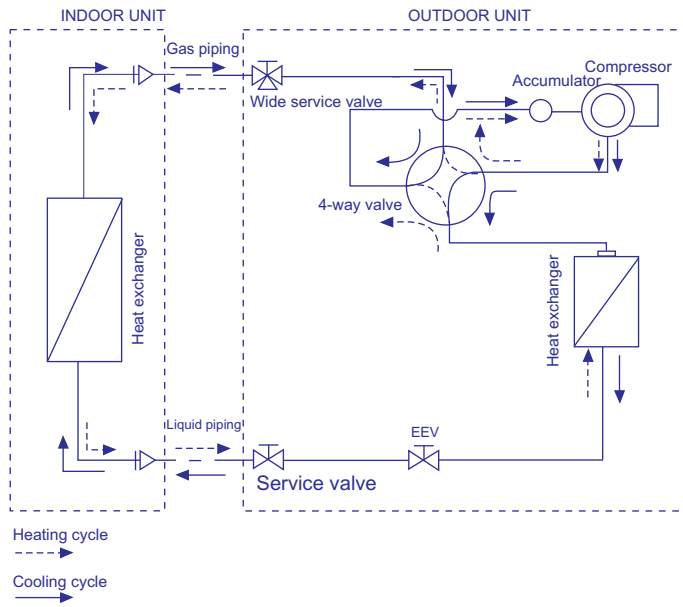 INDOOR UNIT
OUTDOOR UNIT
Gas piping
Compressor
Accumulator
Wide service valve
4-way valve
Heat exchanger
Heat exchanger
Liquid piping
EEV
Service valve
Heating cycle
Cooling cycle